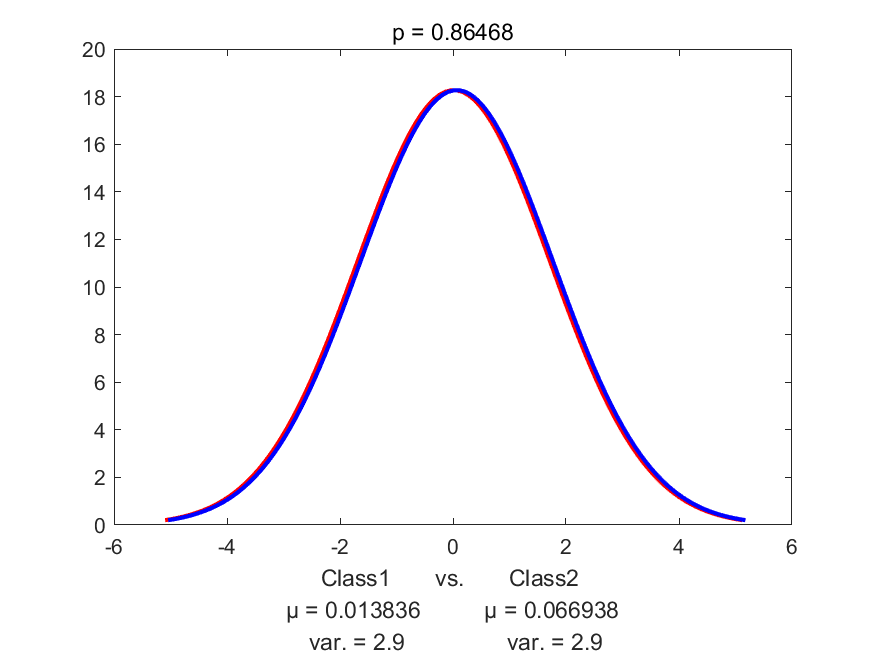 p = 0.86468
20
18
16
14
12
10
8
6
4
2
0
-6 -4 -2 0 2 4 6
Class1 vs. Class2
μ = 0.013836 μ = 0.066938
var. = 2.9 var. = 2.9